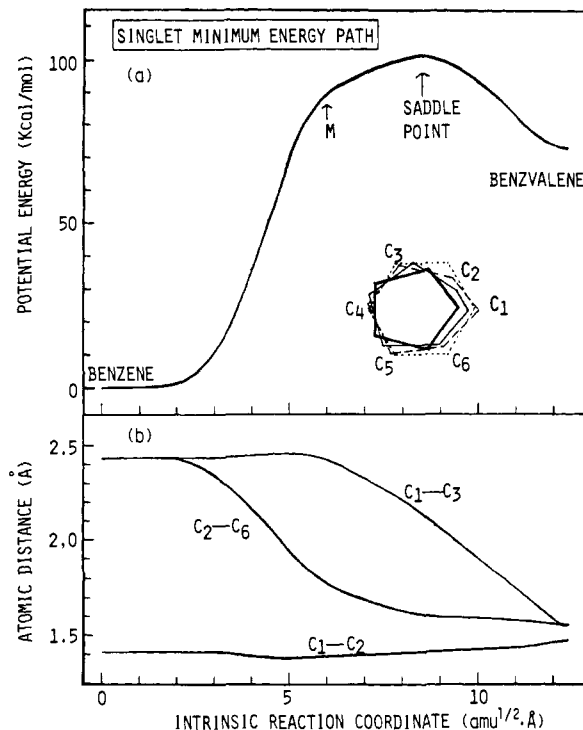 SINGLET MINIMUM ENERGY PATH
(a)
POTENTIAL ENERGY (Kcal/mol)
100
50
0
M
SADDLE
POINT
BENZVALENE
BENZENE
C3
C2
C4
C1
C5
C6
(b)
ATOMIC DISTANCE (Å)
2.5
2.0
1.5
C1—C3
C2—C6
C1—C2
0
5
10
INTRINSIC REACTION COORDINATE (amu1/2·Å)